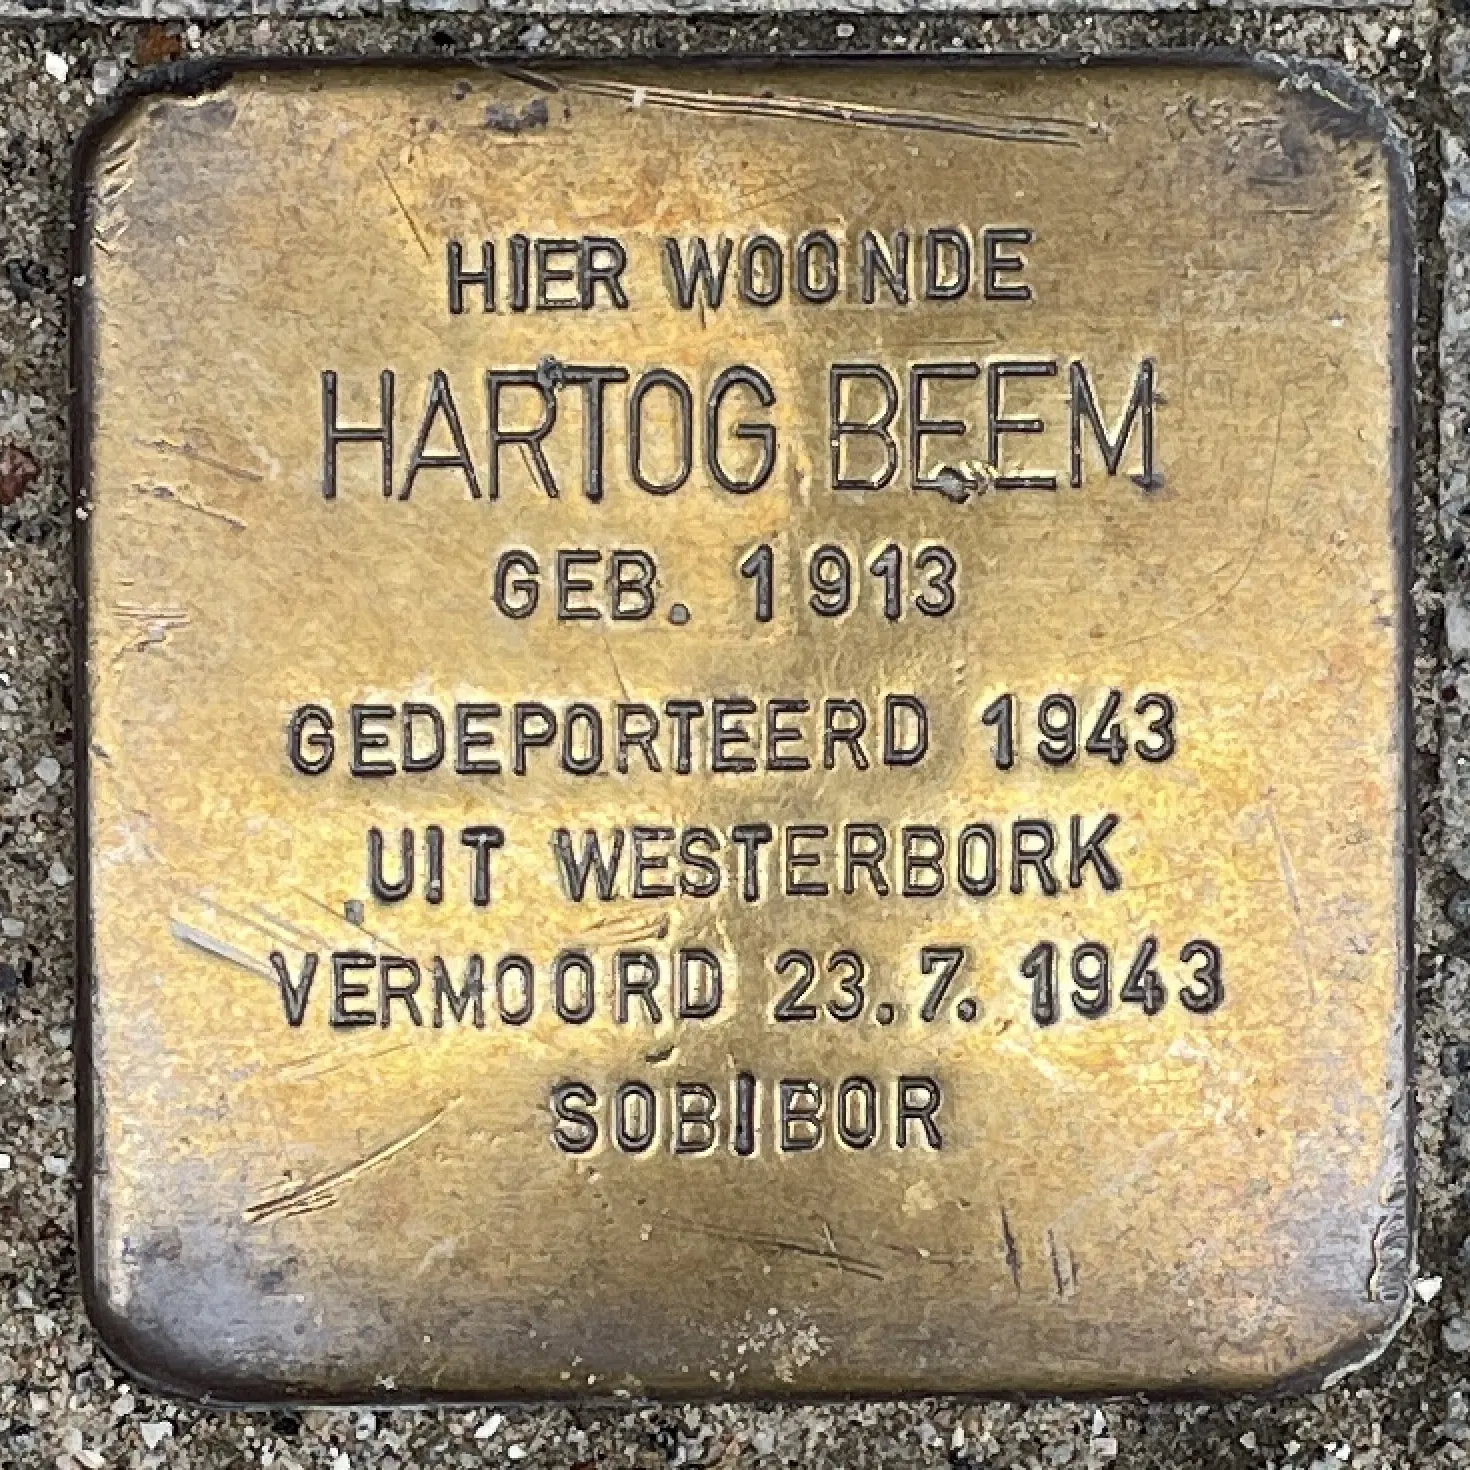 HIER WOONDE
HARTOG BEEM
GEB. 1913
GEDEPORTEERD 1943
UIT WESTERBORK
VERMOORD 23.7. 1943
SOBIBOR